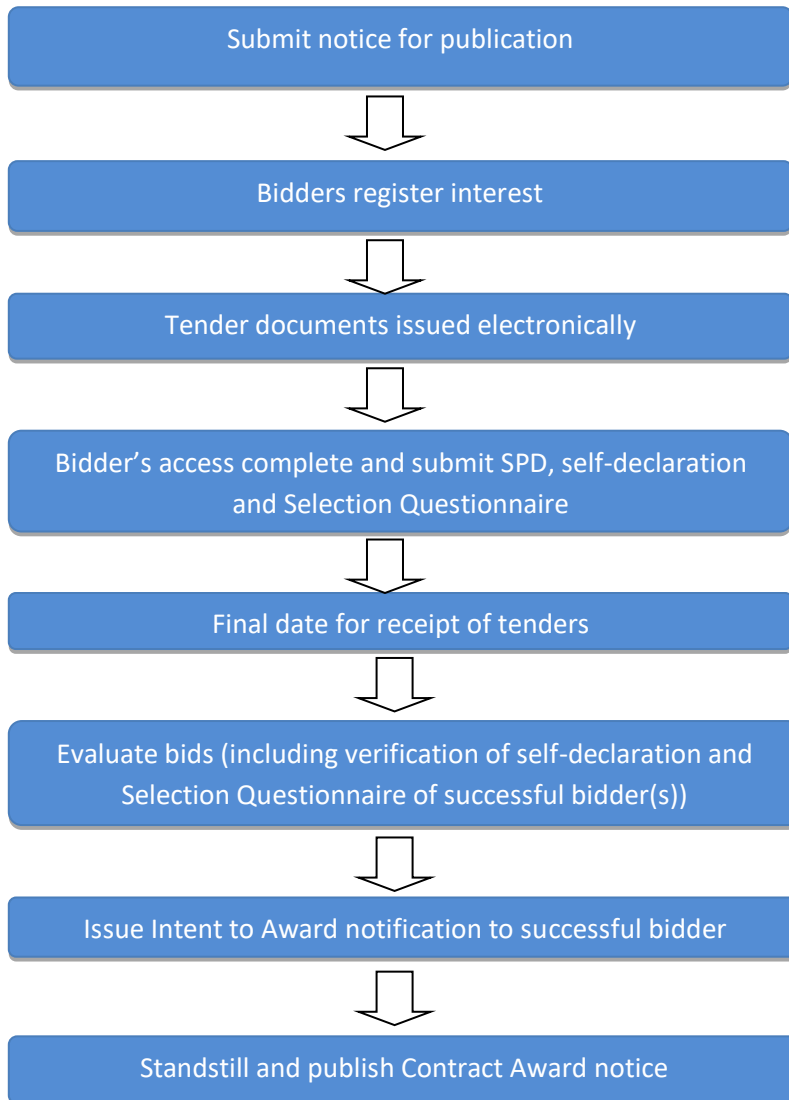 Submit notice for publication
Bidders register interest
Tender documents issued electronically
Bidder’s access complete and submit SPD, self-declaration
and Selection Questionnaire
Final date for receipt of tenders
Evaluate bids (including verification of self-declaration and
Selection Questionnaire of successful bidder(s))
Issue Intent to Award notification to successful bidder
Standstill and publish Contract Award notice